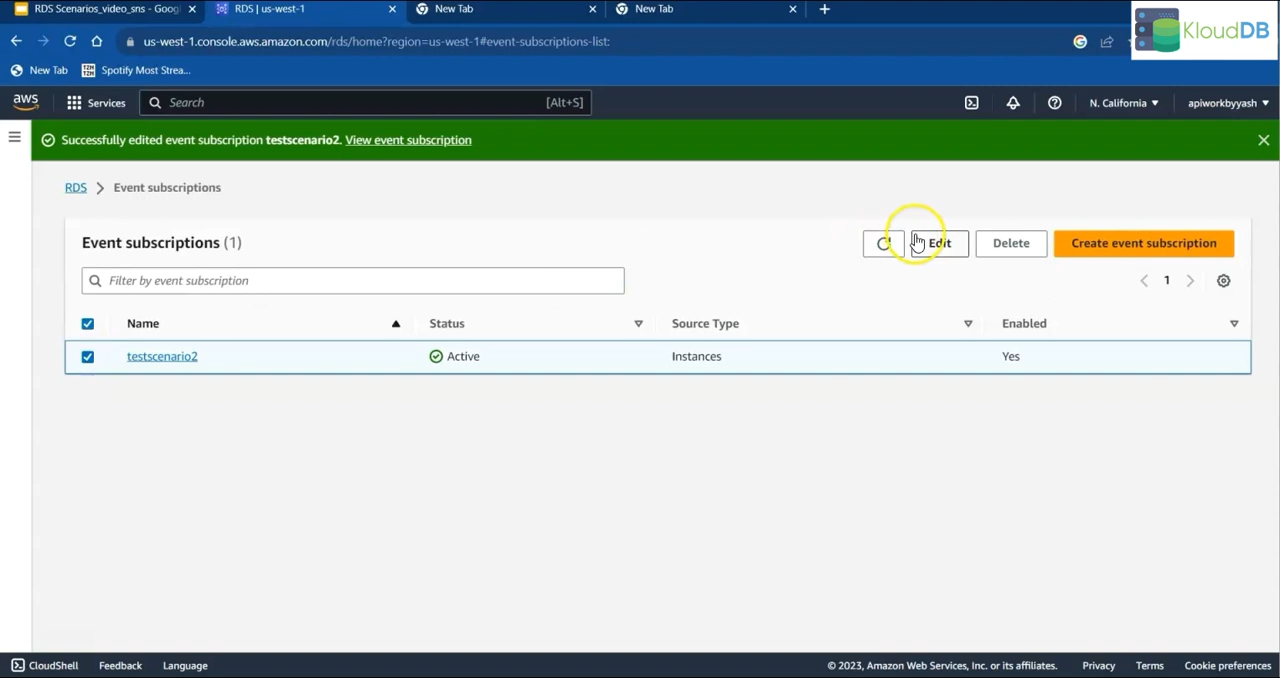 RDS Scenarios_video_sns - Googl
RDS | us-west-1
New Tab
New Tab
KloudDB
us-west-1.console.aws.amazon.com/rds/home?region=us-west-1#event-subscriptions-list:
New Tab
Spotify Most Strea...
aws
Services
Search
[Alt+S]
N. California
apiworkbyyash
Successfully edited event subscription testscenario2. View event subscription
RDS > Event subscriptions
Event subscriptions (1)
Edit
Delete
Create event subscription
Filter by event subscription
1
Name
Status
Source Type
Enabled
testscenario2
Active
Instances
Yes
CloudShell
Feedback
Language
© 2023, Amazon Web Services, Inc. or its affiliates.
Privacy
Terms
Cookie preferences